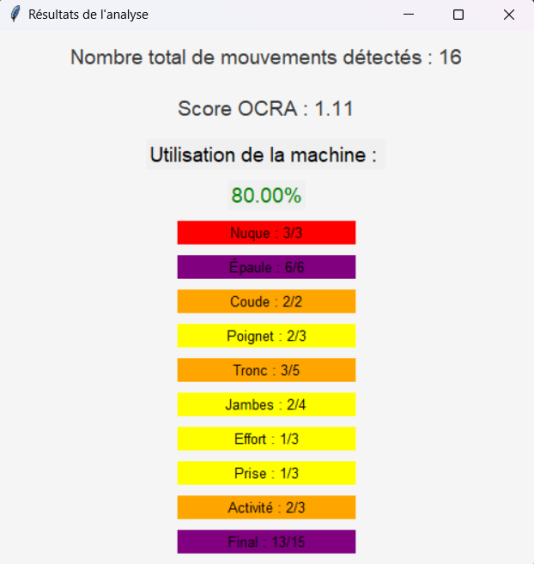 Résultats de l'analyse
Nombre total de mouvements détectés : 16
Score OCRA : 1.11
Utilisation de la machine :
80.00%
Nuque : 3/3
Épaule : 6/6
Coude : 2/2
Poignet : 2/3
Tronc : 3/5
Jambes : 2/4
Effort : 1/3
Prise : 1/3
Activité : 2/3
Final : 13/15